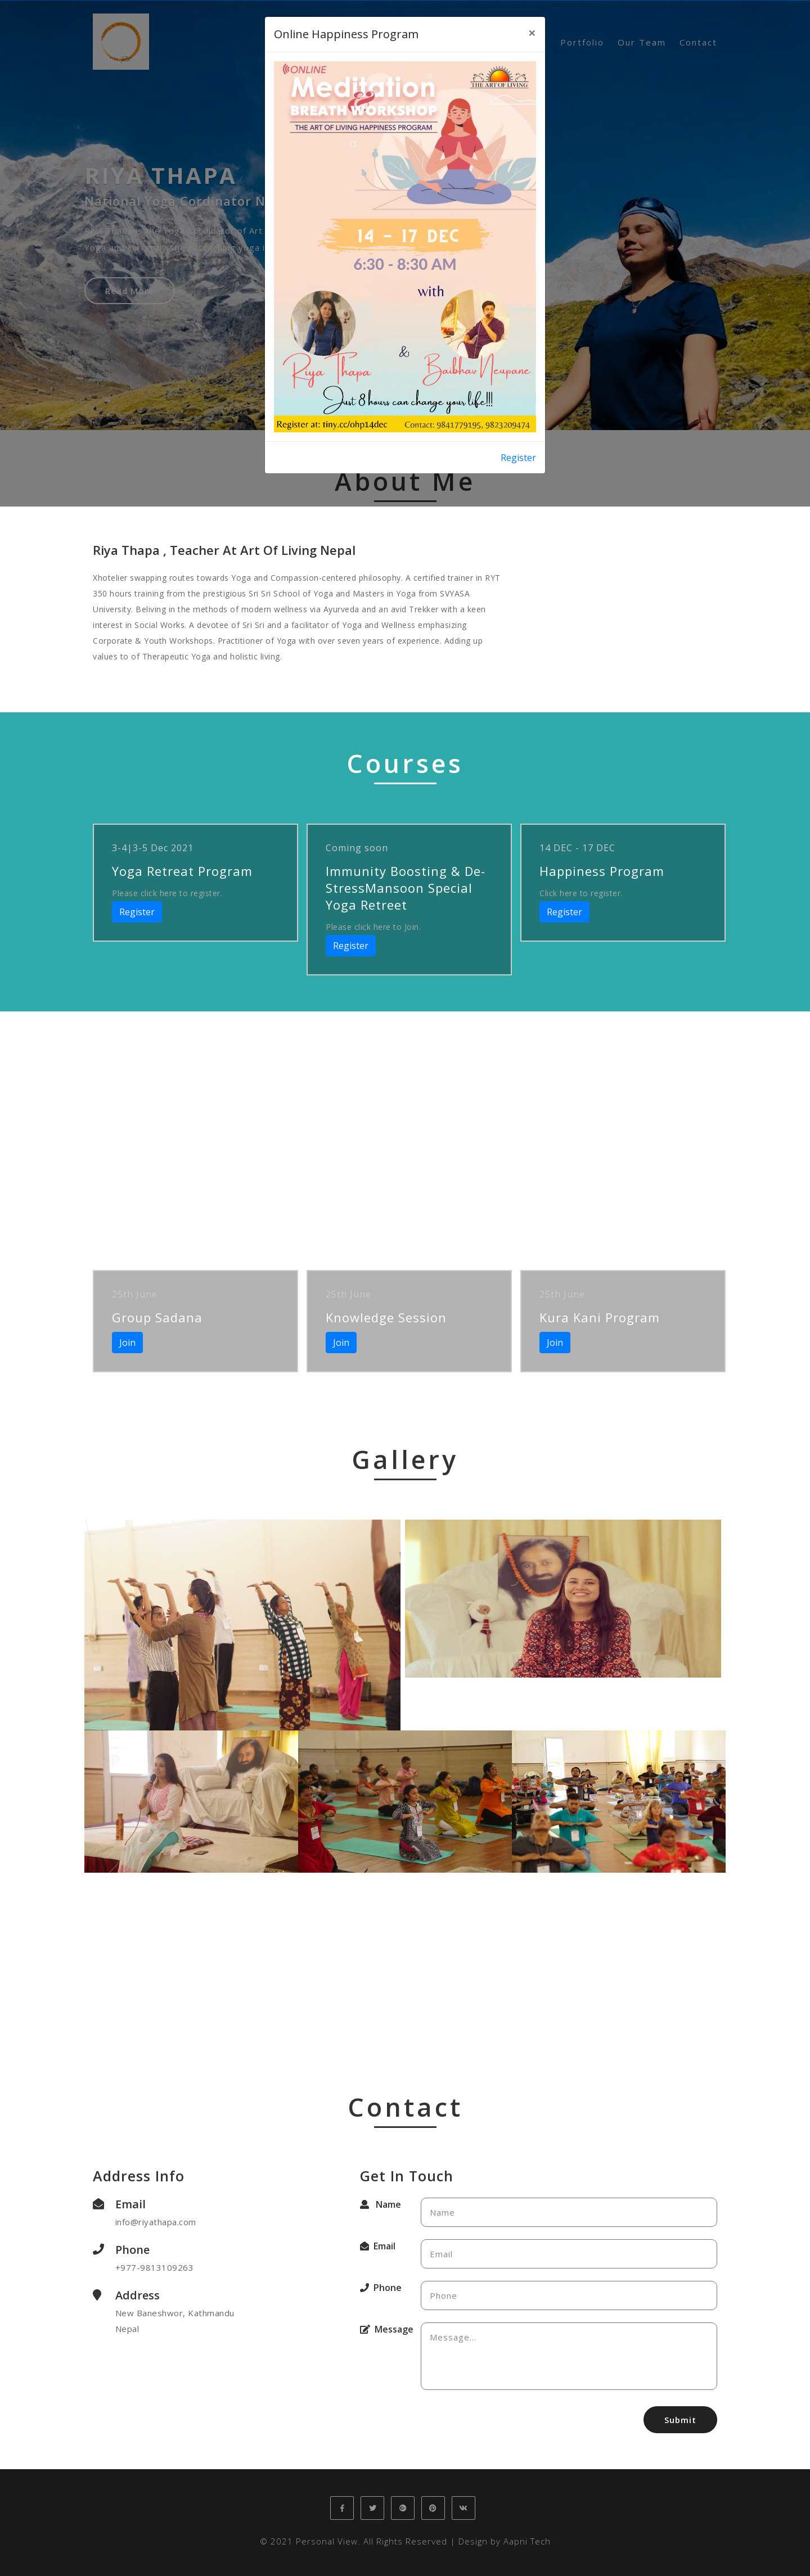 Portfolio Our Team Contact
Online Happiness Program ×
ONLINE
Meditation
&
BREATH WORKSHOP
THE ART OF LIVING HAPPINESS PROGRAM
THE ART OF LIVING
14 - 17 DEC
6:30 - 8:30 AM
with
Riya Thapa & Baibhav Neupane
Just 8 hours can change your life!!!
Register at: tiny.cc/ohp14dec Contact: 9841779195, 9823209474
Register
RIYA THAPA
National Yoga Cordinator N
Read More
About Me
Riya Thapa , Teacher At Art Of Living Nepal
Xhotelier swapping routes towards Yoga and Compassion-centered philosophy. A certified trainer in RYT
350 hours training from the prestigious Sri Sri School of Yoga and Masters in Yoga from SVYASA
University. Beliving in the methods of modern wellness via Ayurveda and an avid Trekker with a keen
interest in Social Works. A devotee of Sri Sri and a facilitator of Yoga and Wellness emphasizing
Corporate & Youth Workshops. Practitioner of Yoga with over seven years of experience. Adding up
values to of Therapeutic Yoga and holistic living.
Courses
3-4|3-5 Dec 2021
Yoga Retreat Program
Please click here to register.
Register
Coming soon
Immunity Boosting & De-
StressMansoon Special
Yoga Retreet
Please click here to Join.
Register
14 DEC - 17 DEC
Happiness Program
Click here to register.
Register
25th June
Group Sadana
Join
25th June
Knowledge Session
Join
25th June
Kura Kani Program
Join
Gallery
Contact
Address Info
Email
info@riyathapa.com
Phone
+977-9813109263
Address
New Baneshwor, Kathmandu
Nepal
Get In Touch
Name Name
Email Email
Phone Phone
Message Message...
Submit
© 2021 Personal View. All Rights Reserved | Design by Aapni Tech